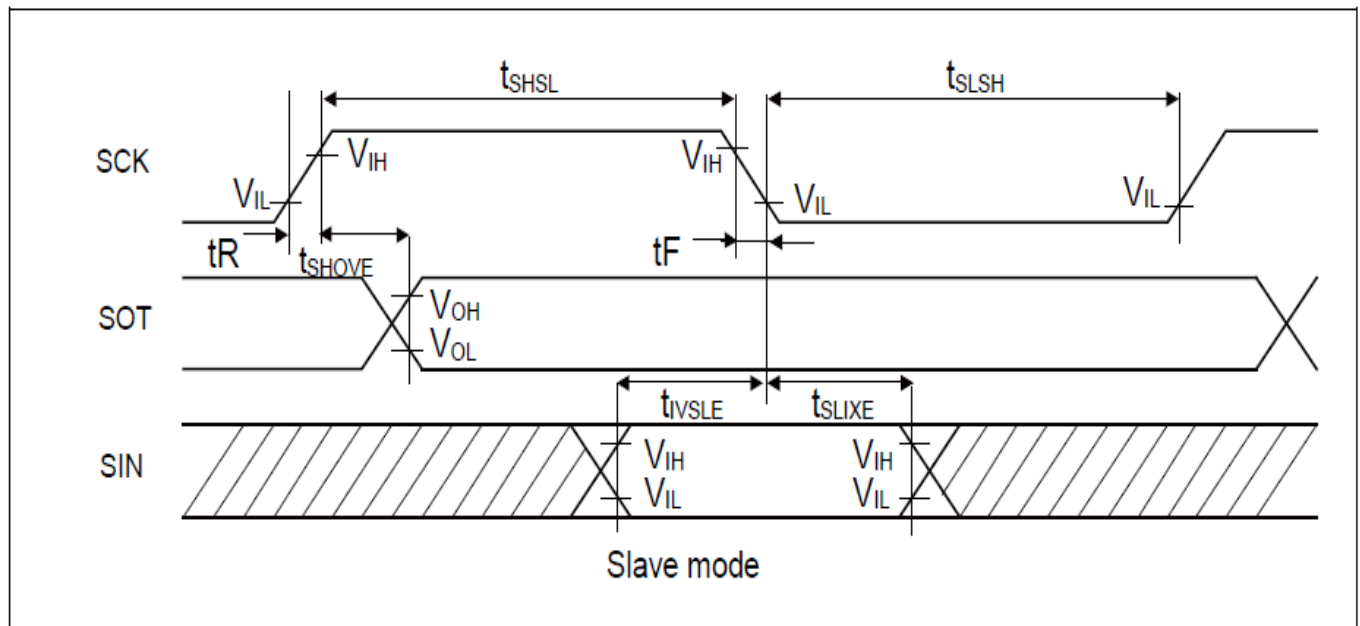 tSHSL tSLSH
SCK VIH VIH
VIL VIL VIL
tR tSHOVE tF
SOT VOH
VOL
tIVSLE tSLIXE
SIN VIH VIH
VIL VIL
Slave mode